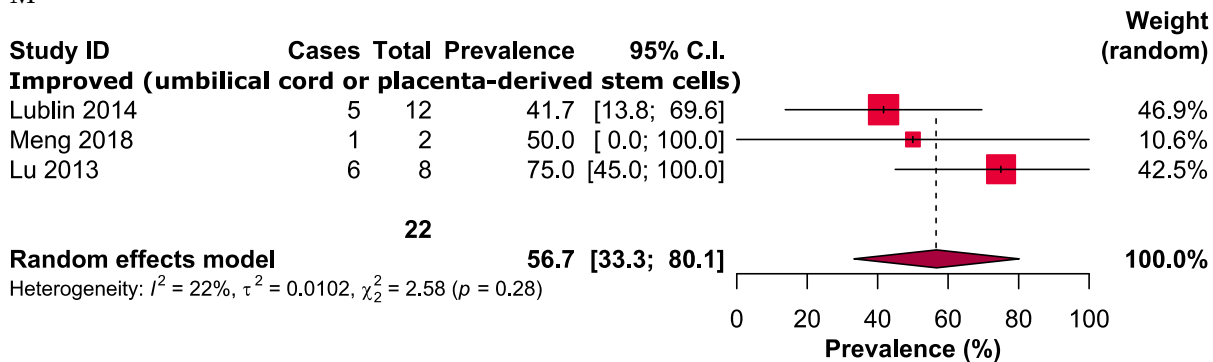 M
Weight
Study ID Cases Total Prevalence 95% C.I. (random)
Improved (umbilical cord or placenta-derived stem cells)
Lublin 2014 5 12 41.7 [13.8; 69.6] 46.9%
Meng 2018 1 2 50.0 [ 0.0; 100.0] 10.6%
Lu 2013 6 8 75.0 [45.0; 100.0] 42.5%
22
Random effects model 56.7 [33.3; 80.1] 100.0%
Heterogeneity: I² = 22%, τ² = 0.0102, χ²₂ = 2.58 (p = 0.28)
0 20 40 60 80 100
Prevalence (%)